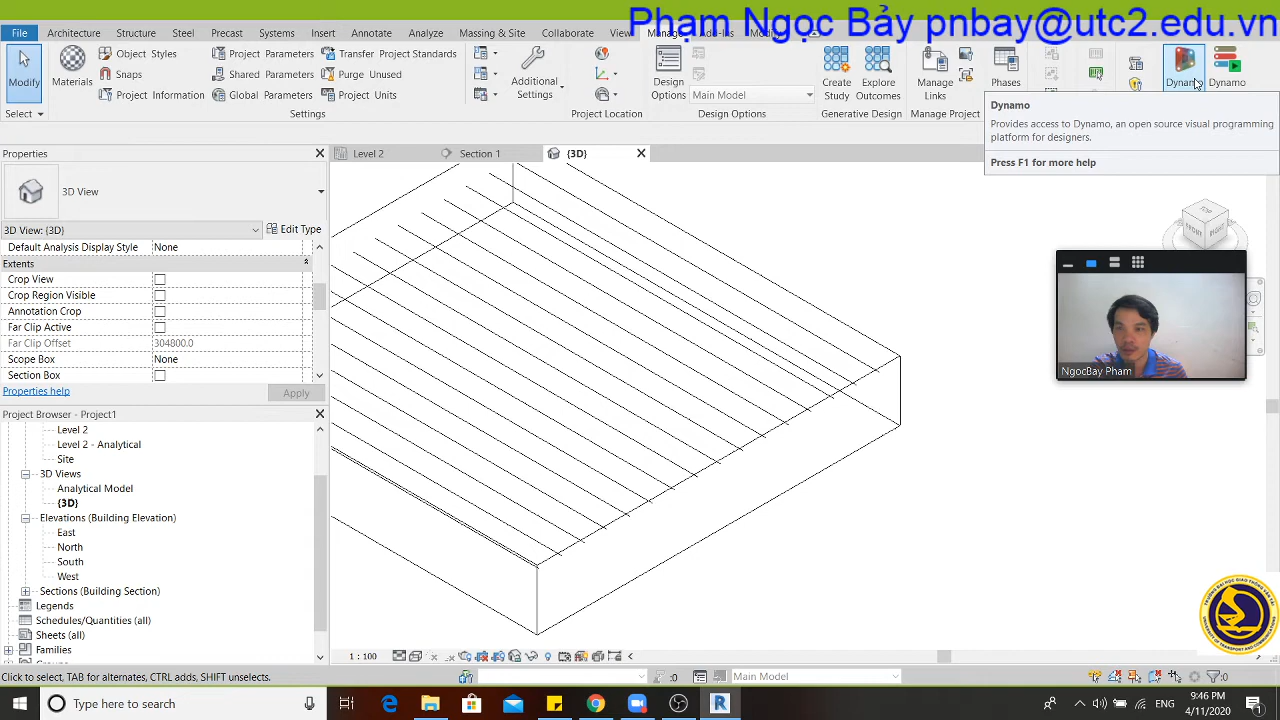 Phạm Ngọc Bảy pnbay@utc2.edu.vn
File Architecture Structure Steel Precast Systems Insert Annotate Analyze Massing & Site Collaborate View
Modify
Select
Materials
Object Styles
Snaps
Project Information
Project Parameters
Shared Parameters
Global Parameters
Transfer Project Standards
Purge Unused
Project Units
Settings
Additional
Settings
Project Location
Design
Options
Main Model
Design Options
Create
Study
Explore
Outcomes
Generative Design
Manage
Links
Manage Project
Phases
Dynamo
Dynamo
Provides access to Dynamo, an open source visual programming
platform for designers.
Press F1 for more help
Properties
3D View
3D View: {3D}
Edit Type
Default Analysis Display Style None
Extents
Crop View
Crop Region Visible
Annotation Crop
Far Clip Active
Far Clip Offset 304800.0
Scope Box None
Section Box
Properties help
Apply
Project Browser - Project1
Level 2
Level 2 - Analytical
Site
3D Views
Analytical Model
{3D}
Elevations (Building Elevation)
East
North
South
West
Sections (Building Section)
Legends
Schedules/Quantities (all)
Sheets (all)
Families
Level 2
Section 1
{3D}
TOP
FRONT
RIGHT
NgocBay Pham
1 : 100
Click to select, TAB for alternates, CTRL adds, SHIFT unselects.
:0
Main Model
:0
Type here to search
ENG
9:46 PM
4/11/2020